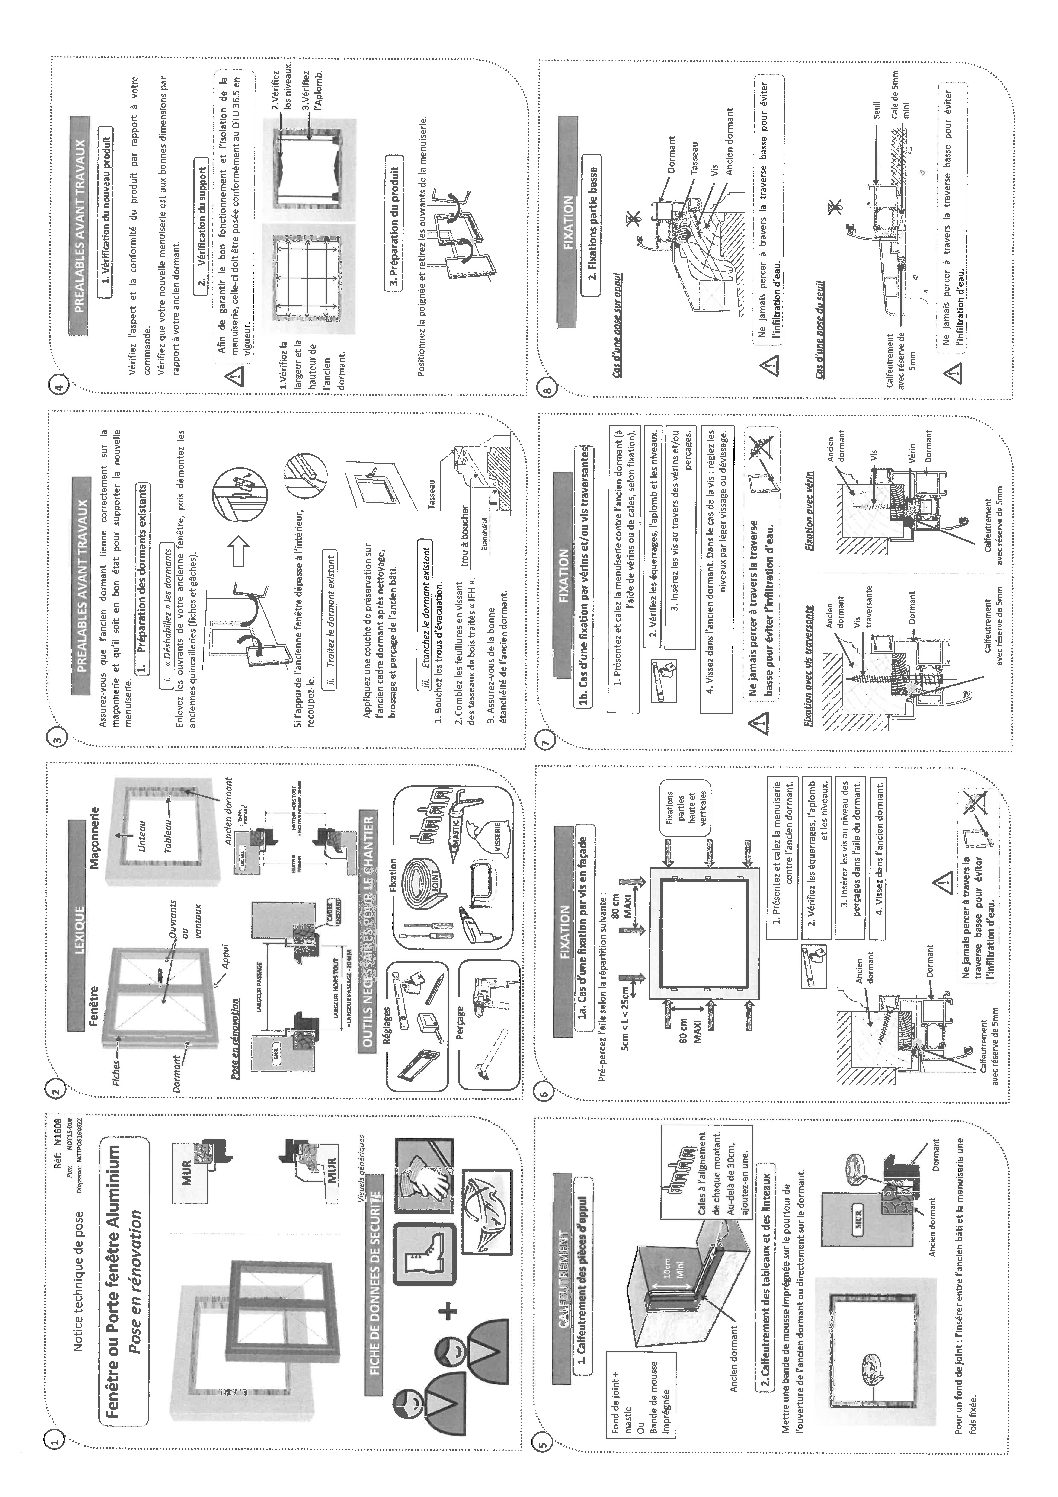 1
Notice technique de pose
Réf: N1608
Fenêtre ou Porte fenêtre Aluminium
Pose en rénovation
MUR
MUR
Visuels génériques
FICHE DE DONNEES DE SECURITE
+
2
LEXIQUE
Fenêtre
Maçonnerie
Fiches
Dormant
Ouvrants
ou
vantaux
Appui
Linteau
Tableau
Ancien dormant
Pose en rénovation
LARGEUR PASSAGE
LARGEUR HORS TOUT
OUTILS NECESSAIRES POUR LE CHANTIER
Réglages
Fixation
JOINT
MASTIC
VISSERIE
Perçage
3
PREALABLES AVANT TRAVAUX
Assurez-vous que l'ancien dormant tienne correctement sur la
maçonnerie et qu'il soit en bon état pour supporter la nouvelle
menuiserie.
1. Préparation des dormants existants
i. « Déshabillez » les dormants
Enlevez les ouvrants de votre ancienne fenêtre, puis démontez les
anciennes quincailleries (fiches et gâches).
Si l'appui de l'ancienne fenêtre dépasse à l'intérieur,
recoupez-le.
ii. Traitez le dormant existant
Appliquez une couche de préservation sur
l'ancien cadre dormant après nettoyage,
brossage et perçage de l'ancien bâti.
iii. Etanchez le dormant existant
1. Bouchez les trous d'évacuation.
2. Comblez les feuillures en vissant
des tasseaux de bois traités « IFH ».
3. Assurez-vous de la bonne
étanchéité de l'ancien dormant.
Tasseau
trou à boucher
Etanchéité
4
PREALABLES AVANT TRAVAUX
1. Vérification du nouveau produit
Vérifiez l'aspect et la conformité du produit par rapport à votre
commande.
Vérifiez que votre nouvelle menuiserie est aux bonnes dimensions par
rapport à votre ancien dormant.
2. Vérification du support
Afin de garantir le bon fonctionnement et l'isolation de la
menuiserie, celle-ci doit être posée conformément au DTU 36.5 en
vigueur.
1.Vérifiez la
largeur et la
hauteur de
l'ancien
dormant.
2.Vérifiez
les niveaux.
3.Vérifiez
l'Aplomb.
3. Préparation du produit
Positionnez la poignée et retirez les ouvrants de la menuiserie.
5
CALFEUTREMENT
1. Calfeutrement des pièces d'appui
Fond de joint +
mastic
Ou
Bande de mousse
imprégnée
10cm
Mini
Ancien dormant
Cales à l'alignement
de chaque montant.
Au-delà de 30cm,
ajoutez-en une.
2. Calfeutrement des tableaux et des linteaux
Mettre une bande de mousse imprégnée sur le pourtour de
l'ouverture de l'ancien dormant ou directement sur le dormant.
MUR
Ancien dormant
Dormant
Pour un fond de joint : l'insérer entre l'ancien bâti et la menuiserie une
fois fixée.
6
FIXATION
1a. Cas d'une fixation par vis en façade
Pré-percez l'aile selon la répartition suivante :
5cm < L < 25cm
80 cm
MAXI
80 cm
MAXI
Fixations
parties
haute et
verticales
1. Présentez et calez la menuiserie
contre l'ancien dormant.
2. Vérifiez les équerrages, l'aplomb
et les niveaux.
3. Insérez les vis au niveau des
perçages dans l'aile du dormant.
4. Vissez dans l'ancien dormant.
Ancien
dormant
Dormant
Calfeutrement
avec réserve de 5mm
Ne jamais percer à travers la
traverse basse pour éviter
l'infiltration d'eau.
7
FIXATION
1b. Cas d'une fixation par vérins et/ou vis traversantes
1. Présentez et calez la menuiserie contre l'ancien dormant (à
l'aide de vérins ou de cales, selon fixation).
2. Vérifiez les équerrages, l'aplomb et les niveaux.
3. Insérez les vis au travers des vérins et/ou
perçages.
4. Vissez dans l'ancien dormant. Dans le cas de la vis : réglez les
niveaux par léger vissage ou dévissage.
Ne jamais percer à travers la traverse
basse pour éviter l'infiltration d'eau.
Fixation avec vis traversante
Ancien
dormant
Vis
traversante
Dormant
Calfeutrement
avec réserve de 5mm
Fixation avec vérin
Ancien
dormant
Vis
Vérin
Dormant
Calfeutrement
avec réserve de 5mm
8
FIXATION
2. Fixations partie basse
Cas d'une pose sur appui
Dormant
Tasseau
Vis
Ancien dormant
Ne jamais percer à travers la traverse basse pour éviter
l'infiltration d'eau.
Cas d'une pose du seuil
Seuil
Cale de 5mm
mini
Calfeutrement
avec réserve de
5mm
Ne jamais percer à travers la traverse basse pour éviter
l'infiltration d'eau.